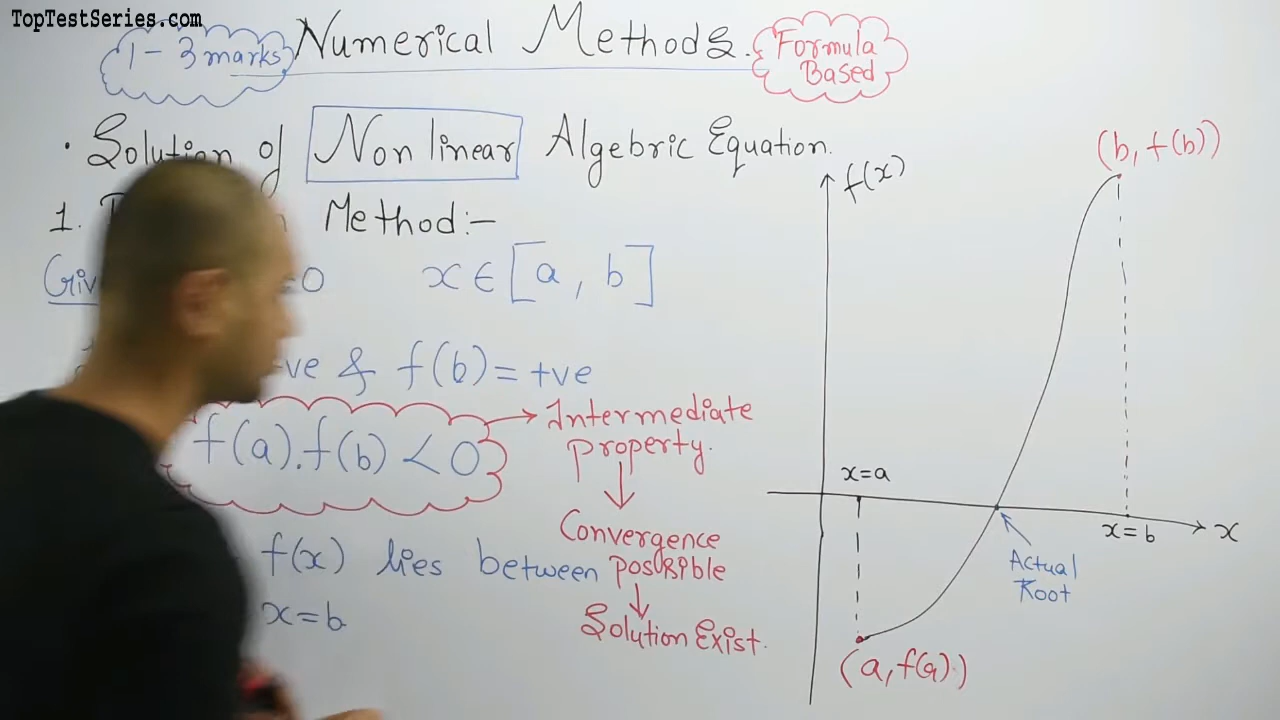 TopTestSeries.com
1-3 marks
Numerical Methods.
Formula
Based
• Solution of Non linear Algebric Equation.
1. Method:-
=0 x ∈ [a, b]
-ve & f(b) = +ve
f(a).f(b) < 0
Intermediate
property.
Convergence
possible
Solution Exist.
f(x) lies between
x=b
f(x)
(b, f(b))
x=a
x=b
x
Actual
Root
(a, f(a))